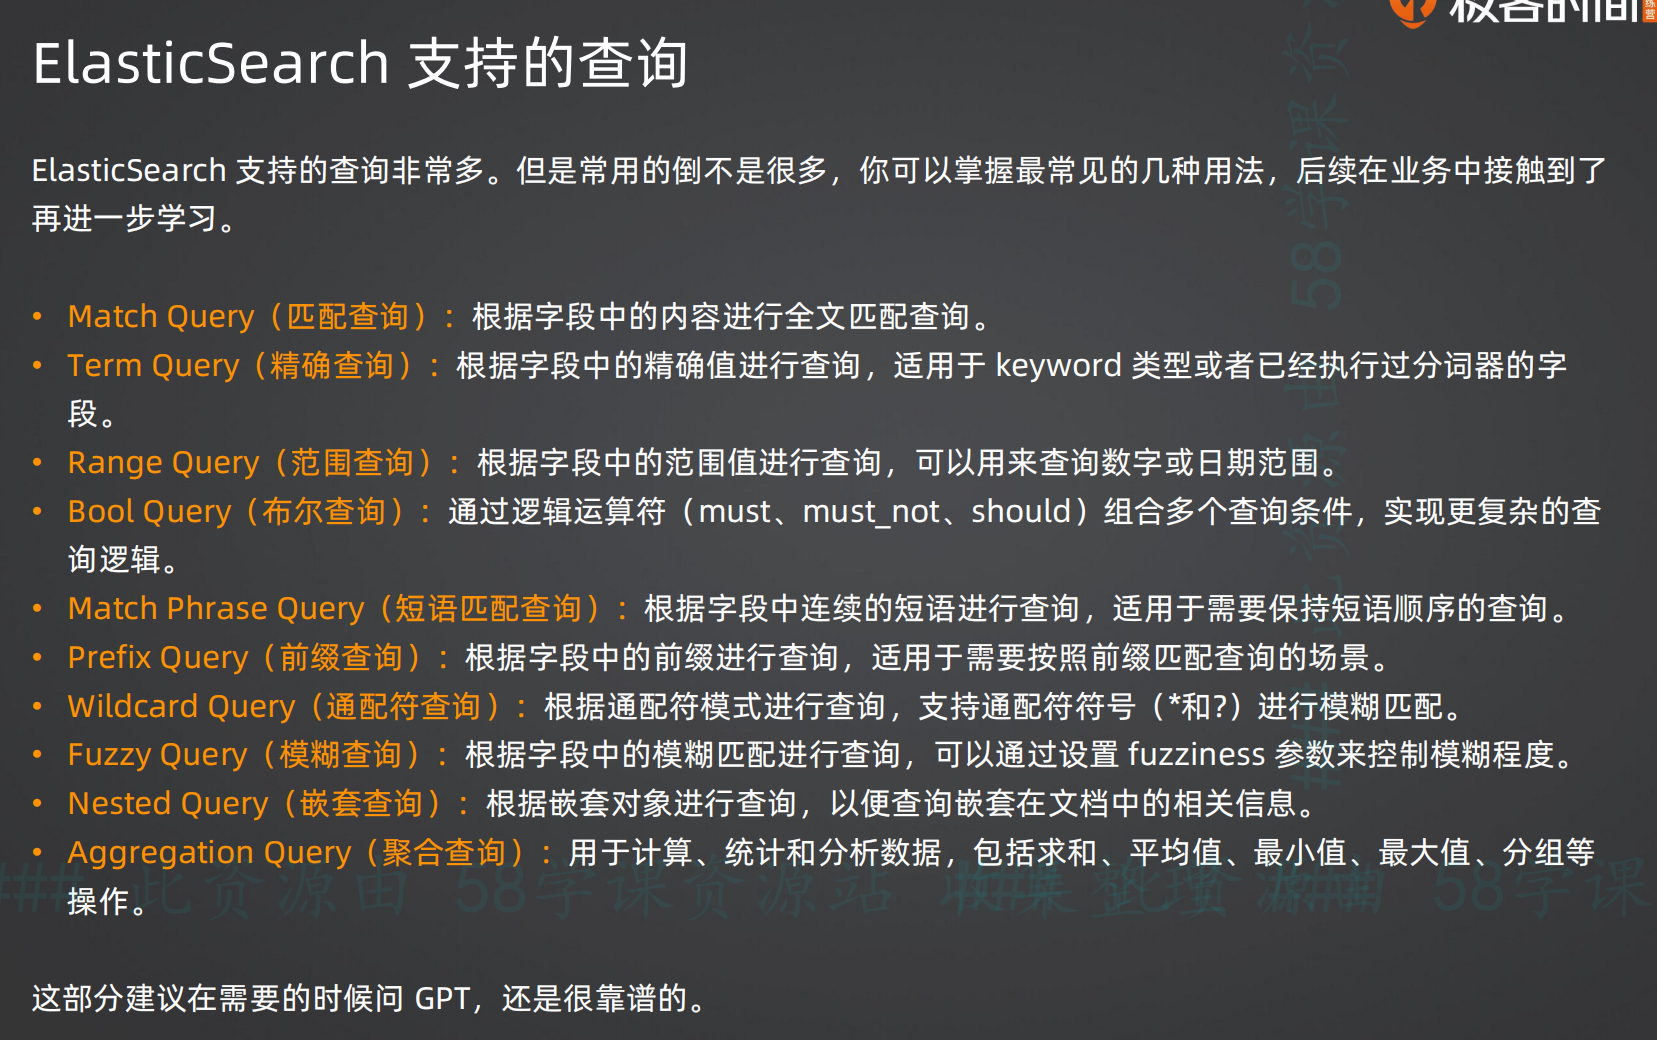 极客时间
ElasticSearch 支持的查询
ElasticSearch 支持的查询非常多。但是常用的倒不是很多，你可以掌握最常见的几种用法，后续在业务中接触到了
再进一步学习。
• Match Query（匹配查询）：根据字段中的内容进行全文匹配查询。
• Term Query（精确查询）：根据字段中的精确值进行查询，适用于 keyword 类型或者已经执行过分词器的字
段。
• Range Query（范围查询）：根据字段中的范围值进行查询，可以用来查询数字或日期范围。
• Bool Query（布尔查询）：通过逻辑运算符（must、must_not、should）组合多个查询条件，实现更复杂的查
询逻辑。
• Match Phrase Query（短语匹配查询）：根据字段中连续的短语进行查询，适用于需要保持短语顺序的查询。
• Prefix Query（前缀查询）：根据字段中的前缀进行查询，适用于需要按照前缀匹配查询的场景。
• Wildcard Query（通配符查询）：根据通配符模式进行查询，支持通配符符号（*和?）进行模糊匹配。
• Fuzzy Query（模糊查询）：根据字段中的模糊匹配进行查询，可以通过设置 fuzziness 参数来控制模糊程度。
• Nested Query（嵌套查询）：根据嵌套对象进行查询，以便查询嵌套在文档中的相关信息。
• Aggregation Query（聚合查询）：用于计算、统计和分析数据，包括求和、平均值、最小值、最大值、分组等
操作。
### 此资源由 58学课资源站 收集整理 ###
这部分建议在需要的时候问 GPT，还是很靠谱的。